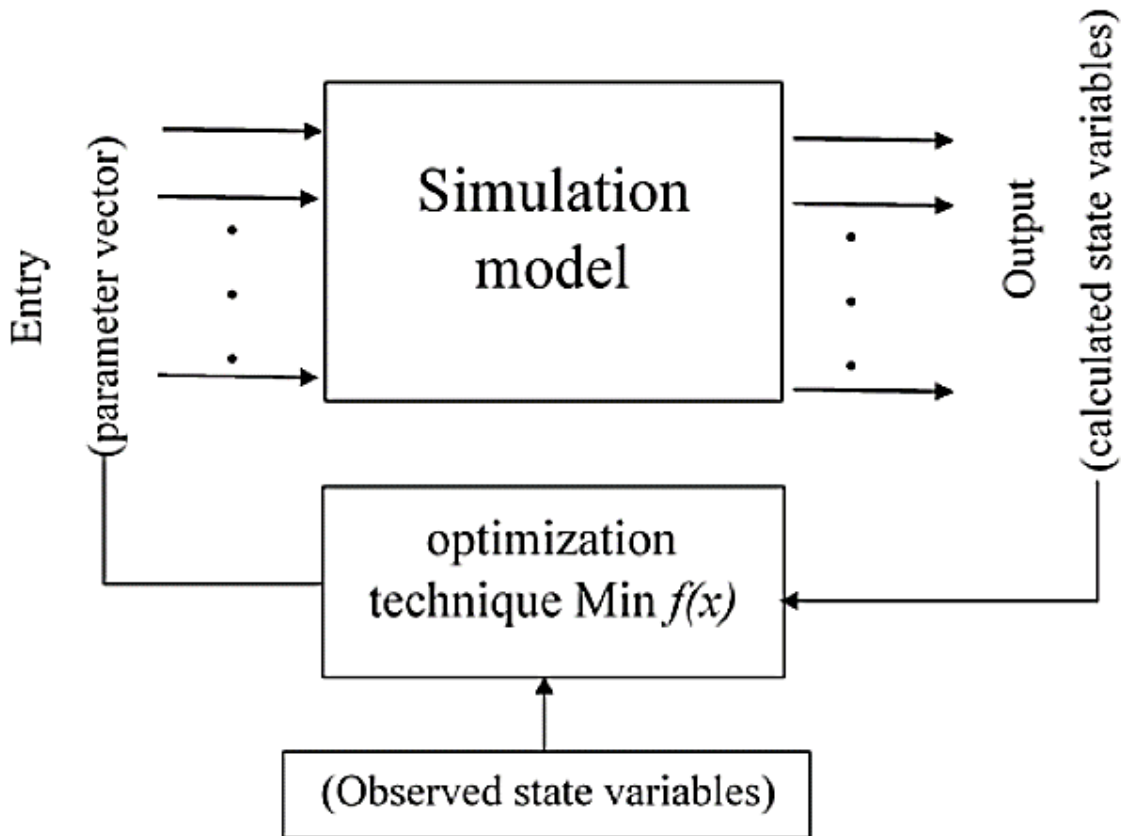 Entry
(parameter vector)
Simulation
model
Output
(calculated state variables)
optimization
technique Min f(x)
(Observed state variables)